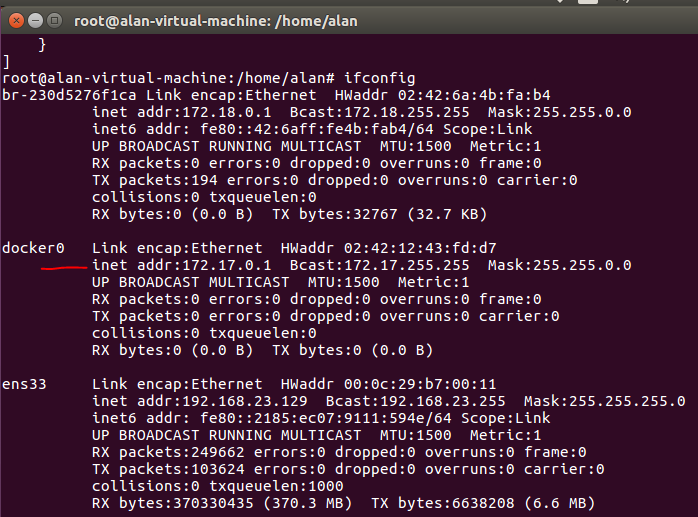 root@alan-virtual-machine: /home/alan
    }
]
root@alan-virtual-machine:/home/alan# ifconfig
br-230d5276f1ca Link encap:Ethernet  HWaddr 02:42:6a:4b:fa:b4
          inet addr:172.18.0.1  Bcast:172.18.255.255  Mask:255.255.0.0
          inet6 addr: fe80::42:6aff:fe4b:fab4/64 Scope:Link
          UP BROADCAST RUNNING MULTICAST  MTU:1500  Metric:1
          RX packets:0 errors:0 dropped:0 overruns:0 frame:0
          TX packets:194 errors:0 dropped:0 overruns:0 carrier:0
          collisions:0 txqueuelen:0
          RX bytes:0 (0.0 B)  TX bytes:32767 (32.7 KB)

docker0   Link encap:Ethernet  HWaddr 02:42:12:43:fd:d7
          inet addr:172.17.0.1  Bcast:172.17.255.255  Mask:255.255.0.0
          UP BROADCAST MULTICAST  MTU:1500  Metric:1
          RX packets:0 errors:0 dropped:0 overruns:0 frame:0
          TX packets:0 errors:0 dropped:0 overruns:0 carrier:0
          collisions:0 txqueuelen:0
          RX bytes:0 (0.0 B)  TX bytes:0 (0.0 B)

ens33     Link encap:Ethernet  HWaddr 00:0c:29:b7:00:11
          inet addr:192.168.23.129  Bcast:192.168.23.255  Mask:255.255.255.0
          inet6 addr: fe80::2185:ec07:9111:594e/64 Scope:Link
          UP BROADCAST RUNNING MULTICAST  MTU:1500  Metric:1
          RX packets:249662 errors:0 dropped:0 overruns:0 frame:0
          TX packets:103624 errors:0 dropped:0 overruns:0 carrier:0
          collisions:0 txqueuelen:1000
          RX bytes:370330435 (370.3 MB)  TX bytes:6638208 (6.6 MB)